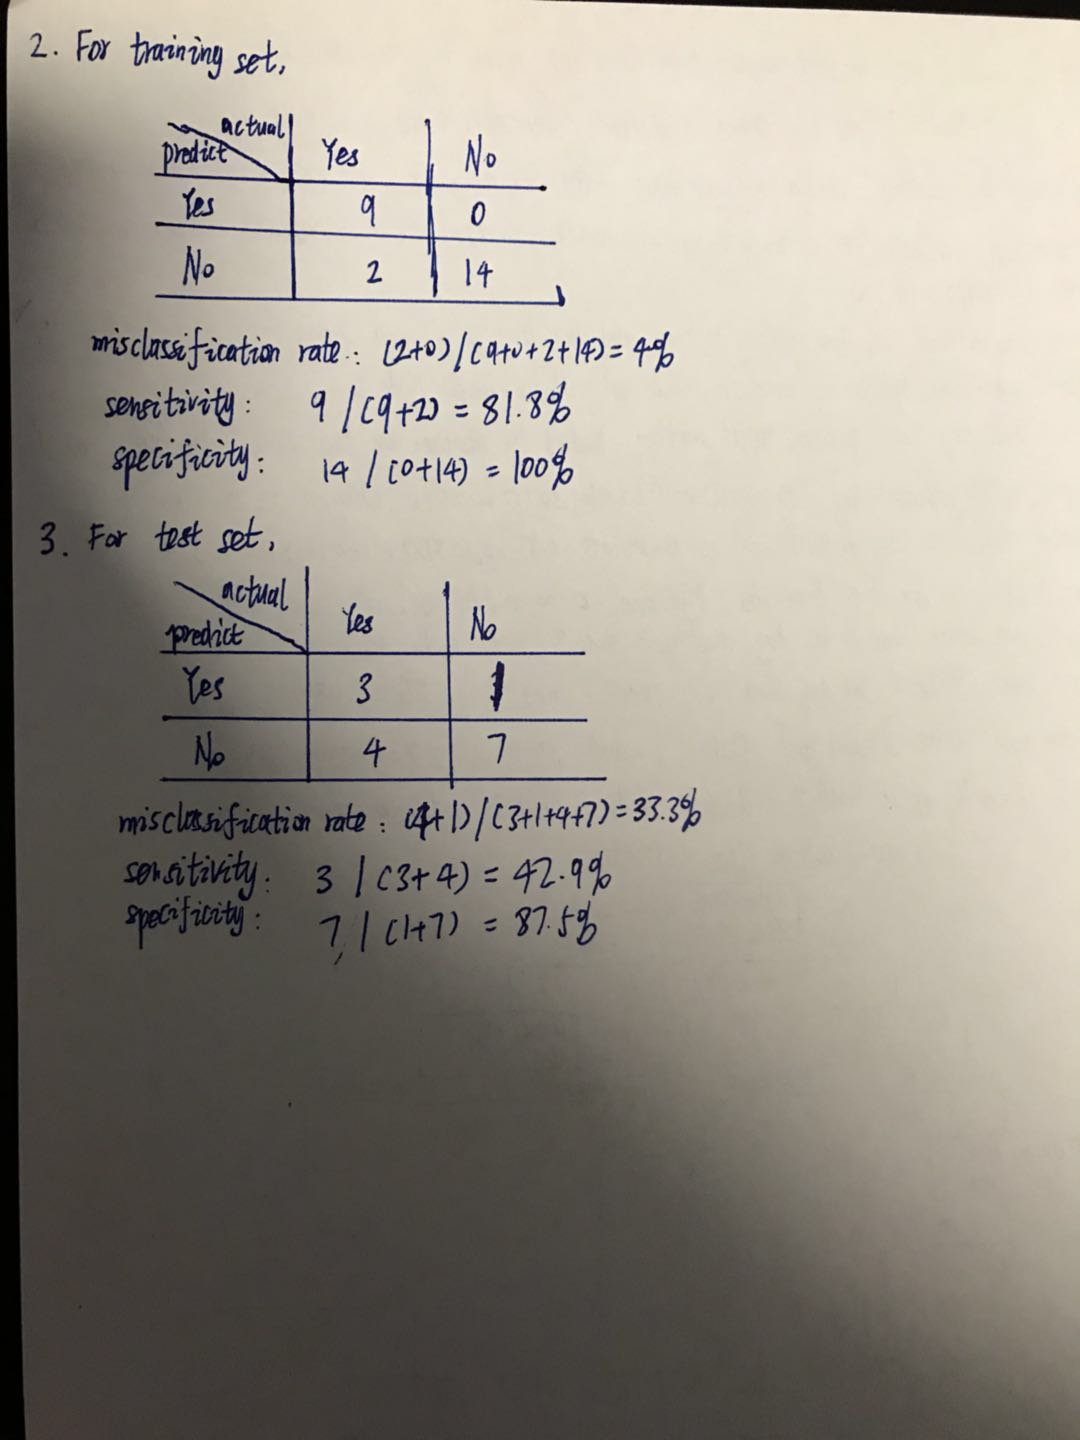 2. For training set,
actual
predict Yes No
Yes 9 0
No 2 14
misclassification rate: (2+0)/(9+0+2+14)=4%
sensitivity: 9/(9+2) = 81.8%
specificity: 14/(0+14) = 100%
3. For test set,
actual
predict Yes No
Yes 3 1
No 4 7
misclassification rate: (4+1)/(3+1+4+7)=33.3%
sensitivity: 3/(3+4) = 42.9%
specificity: 7/(1+7) = 87.5%